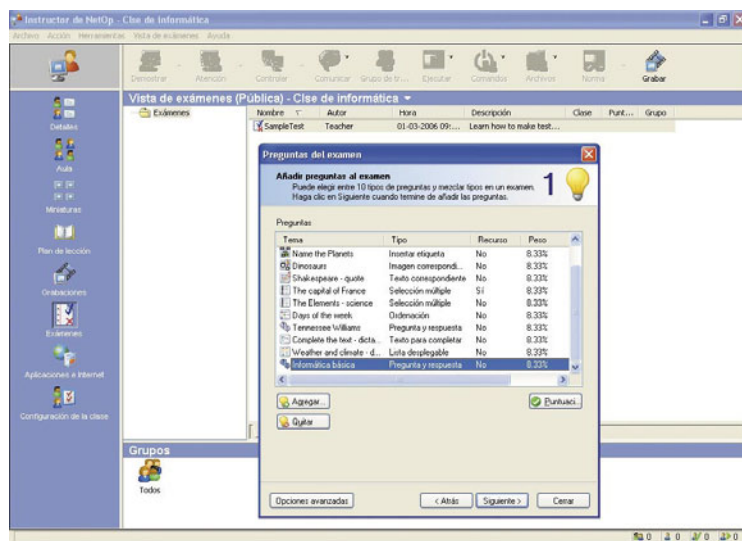 Instructor de NetOp - Clse de Informática
Archivo Acción Herramientas Vista de exámenes Ayuda
Demostrar Atención Controlar Comunicar Grupo de tr... Ejecutar Comandos Archivos Norma Grabar
Vista de exámenes (Pública) - Clse de informática
Detalles
Aula
Miniaturas
Plan de lección
Grabaciones
Exámenes
Aplicaciones e Internet
Configuración de la clase
Exámenes
Nombre Autor Hora Descripción Clase Punt... Grupo
SampleTest Teacher 01-03-2006 09:... Learn how to make test...
Preguntas del examen
Añadir preguntas al examen
Puede elegir entre 10 tipos de preguntas y mezclar tipos en un examen.
Haga clic en Siguiente cuando termine de añadir las preguntas.
1
Preguntas
Tema Tipo Recurso Peso
Name the Planets Insertar etiqueta No 8.33%
Dinosaurs Imagen correspondi... No 8.33%
Shakespeare - quote Texto correspondiente No 8.33%
The capital of France Selección múltiple Sí 8.33%
The Elements - science Selección múltiple No 8.33%
Days of the week Ordenación No 8.33%
Tennessee Williams Pregunta y respuesta No 8.33%
Complete the text - dicta... Texto para completar No 8.33%
Weather and climate - d... Lista desplegable No 8.33%
Informática básica Pregunta y respuesta No 8.33%
Agregar... Puntuaci...
Quitar
Opciones avanzadas < Atrás Siguiente > Cerrar
Grupos
Todos
0 0 0 0